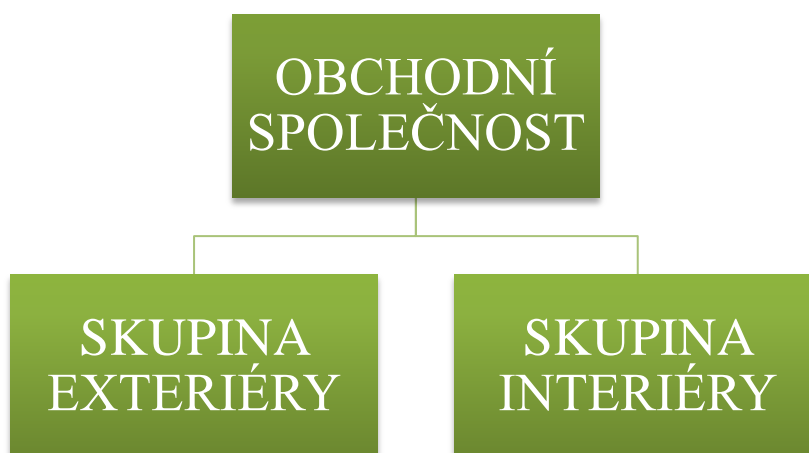 OBCHODNÍ
SPOLEČNOST
SKUPINA
EXTERIÉRY
SKUPINA
INTERIÉRY